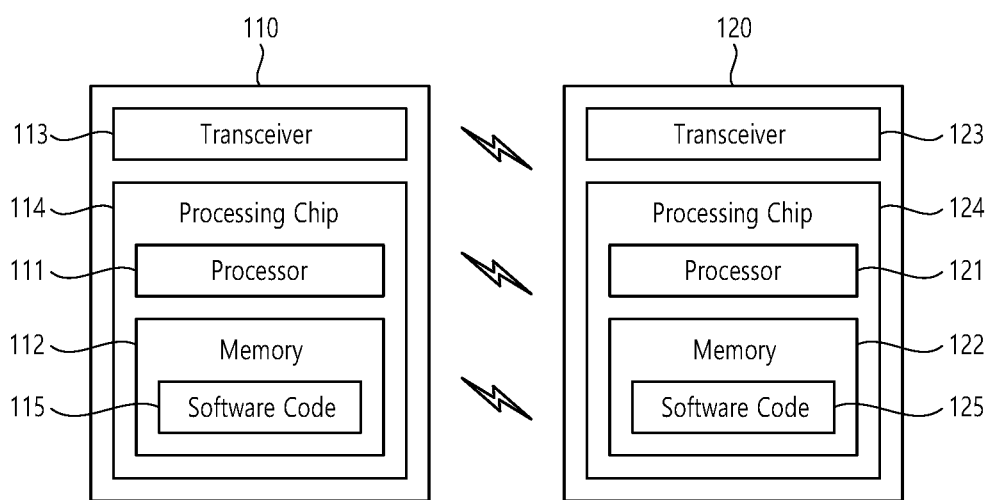 110
120
113
Transceiver
Transceiver
123
114
Processing Chip
Processing Chip
124
111
Processor
Processor
121
112
Memory
Memory
122
115
Software Code
Software Code
125